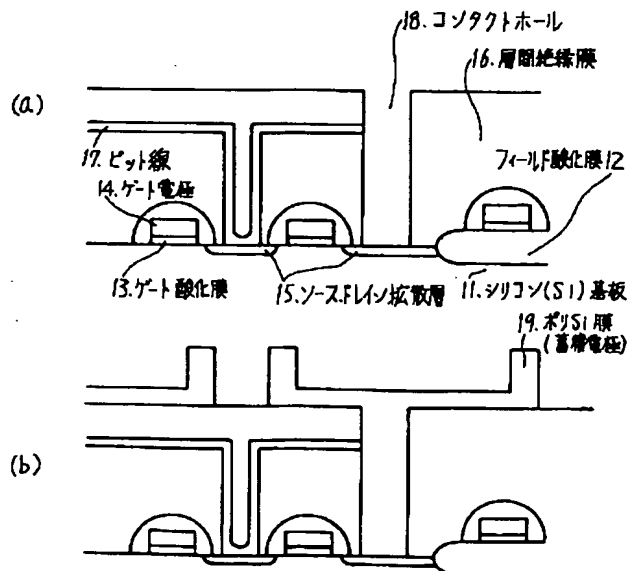 18.コンタクトホール
16.層間絶縁膜
(a)
17.ビット線
14.ゲート電極
フィールド酸化膜12
13.ゲート酸化膜
15.ソースドレイン拡散層
11.シリコン(Si)基板
19.ポリSi膜
(蓄積電極)
(b)